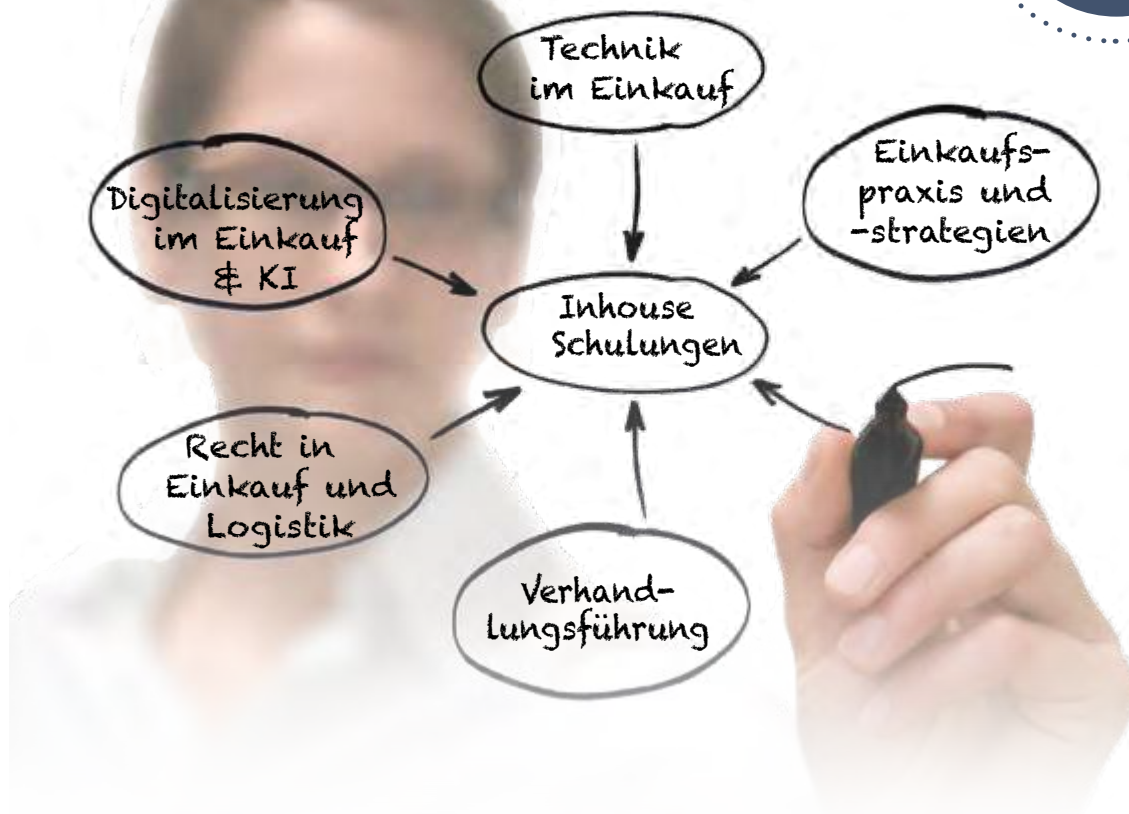 Technik
im Einkauf
Einkaufs-
praxis und
-strategien
Digitalisierung
im Einkauf
& KI
Inhouse
Schulungen
Recht in
Einkauf und
Logistik
Verhand-
lungsführung